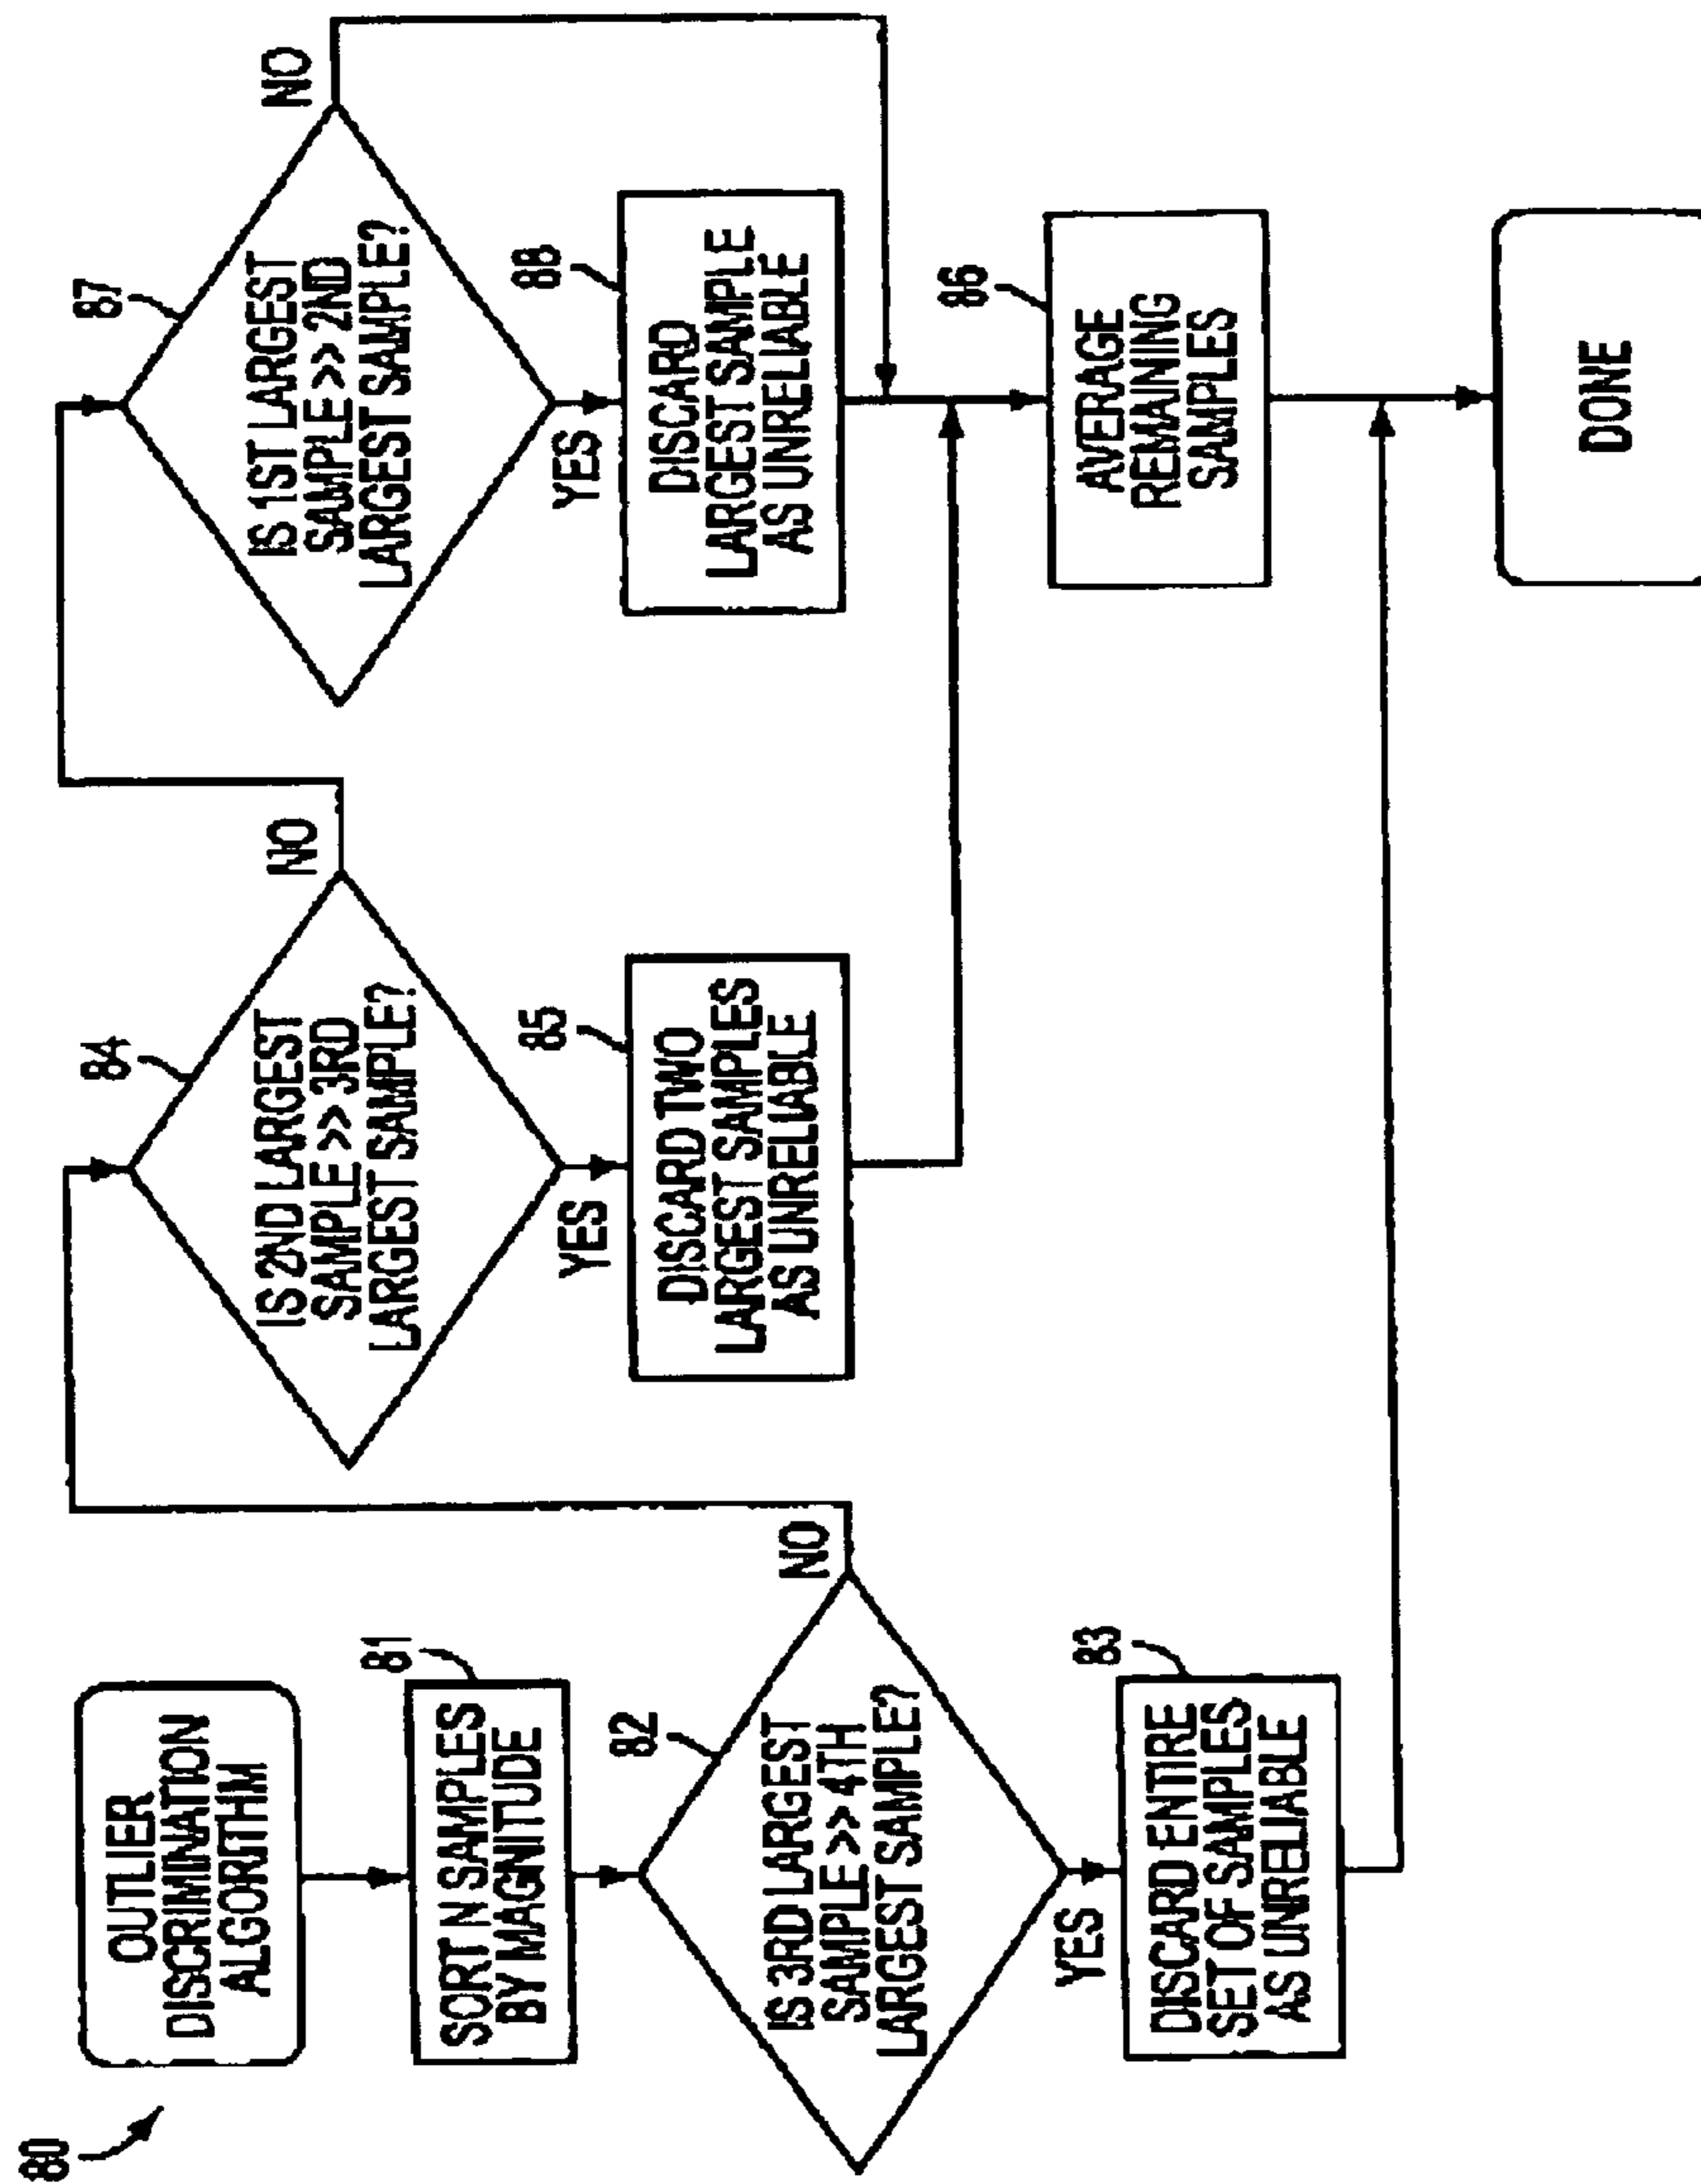 80
OUTLIER
DISCRIMINATION
ALGORITHM
81
SORT N SAMPLES
BY MAGNITUDE
82
IS 3RD LARGEST
SAMPLE >> 4TH
LARGEST SAMPLE?
NO
YES
83
DISCARD ENTIRE
SET OF SAMPLES
AS UNRELIABLE
84
IS 2ND LARGEST
SAMPLE >> 3RD
LARGEST SAMPLE?
NO
YES
85
DISCARD TWO
LARGEST SAMPLES
AS UNRELIABLE
87
IS 1ST LARGEST
SAMPLE >> 2ND
LARGEST SAMPLE?
NO
YES
88
DISCARD
LARGEST SAMPLE
AS UNRELIABLE
86
AVERAGE
REMAINING
SAMPLES
DONE